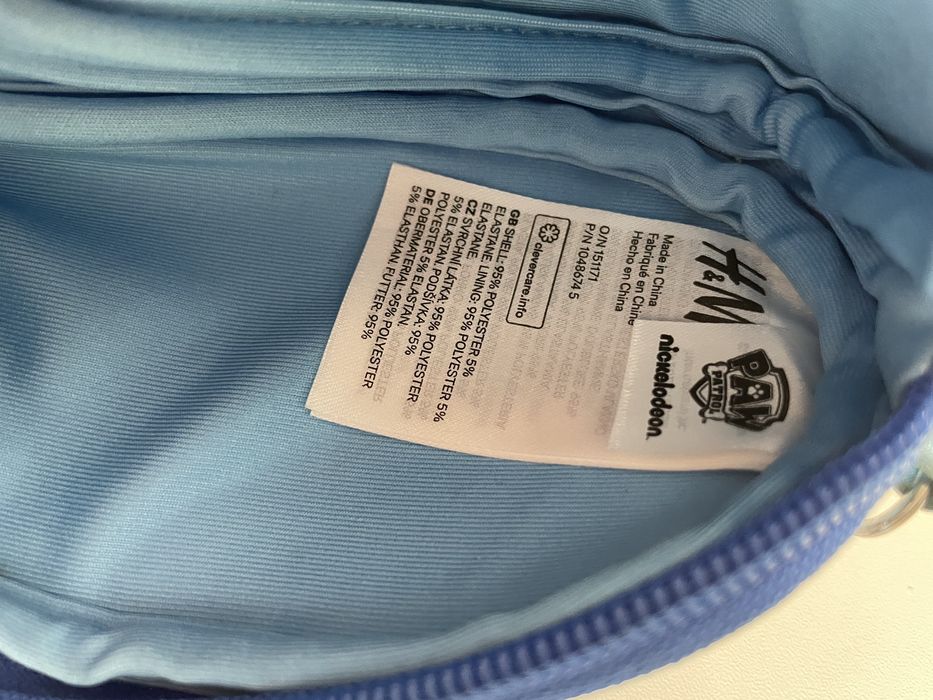 H&M
Made in China
Fabriqué en Chine
Hecho en China
O/N 151171
P/N 1048674 5
clevercare.info
GB SHELL: 95% POLYESTER 5%
ELASTANE. LINING: 95% POLYESTER 5%
ELASTANE.
CZ SVRCHNÍ LÁTKA: 95% POLYESTER 5%
5% ELASTAN. PODŠÍVKA: 95%
POLYESTER 5% ELASTAN.
DE OBERMATERIAL: 95% POLYESTER
5% ELASTHAN. FUTTER: 95%
PAW
PATROL
nickelodeon